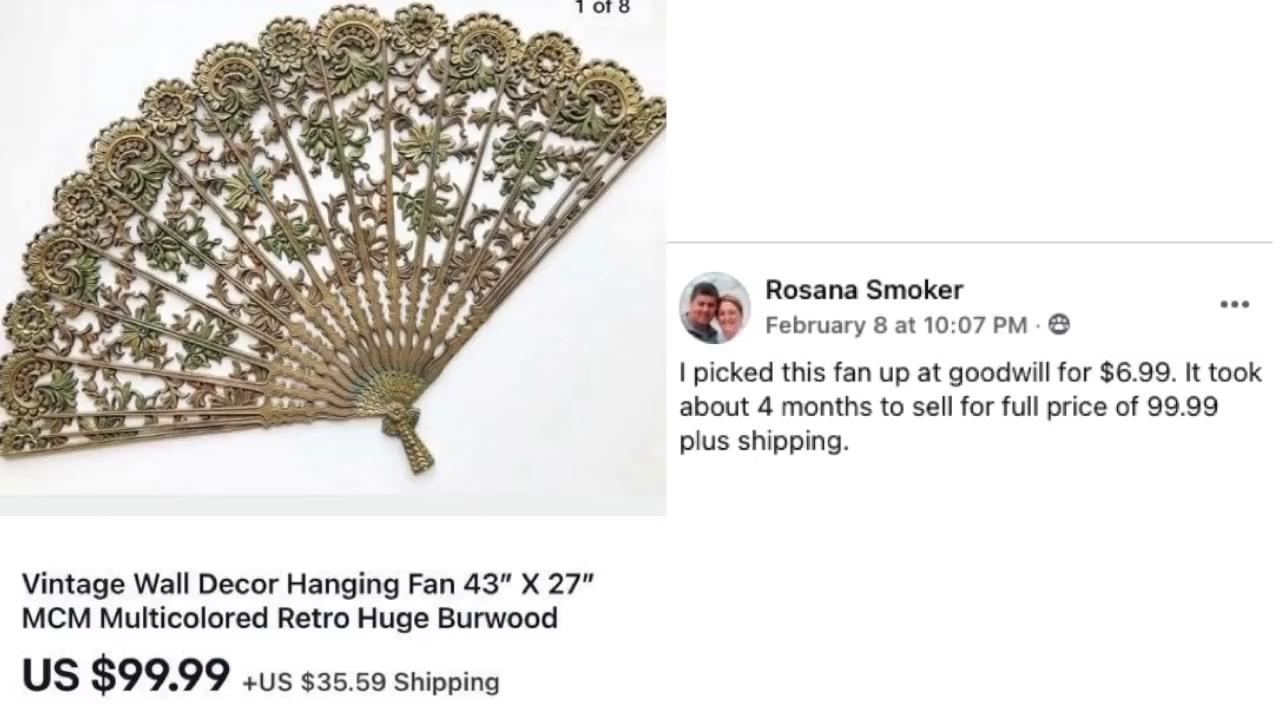 1 of 8
Rosana Smoker
February 8 at 10:07 PM ·
I picked this fan up at goodwill for $6.99. It took
about 4 months to sell for full price of 99.99
plus shipping.
Vintage Wall Decor Hanging Fan 43” X 27”
MCM Multicolored Retro Huge Burwood
US $99.99 +US $35.59 Shipping